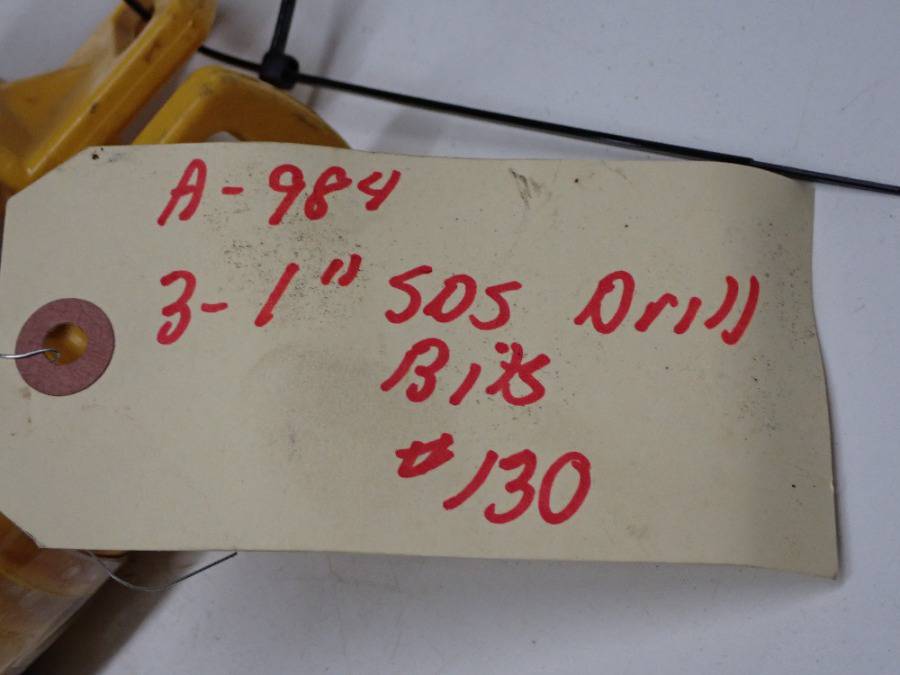 A-984
3-1" SDS Drill
Bits
#130